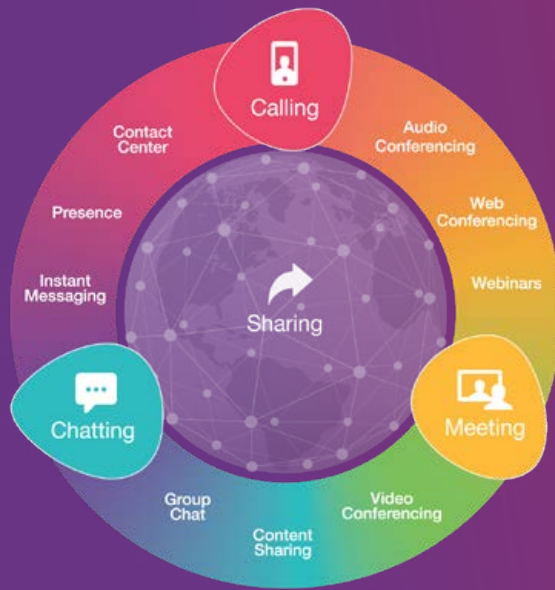 Calling
Contact
Center
Audio
Conferencing
Presence
Web
Conferencing
Instant
Messaging
Webinars
Sharing
Chatting
Meeting
Group
Chat
Video
Conferencing
Content
Sharing